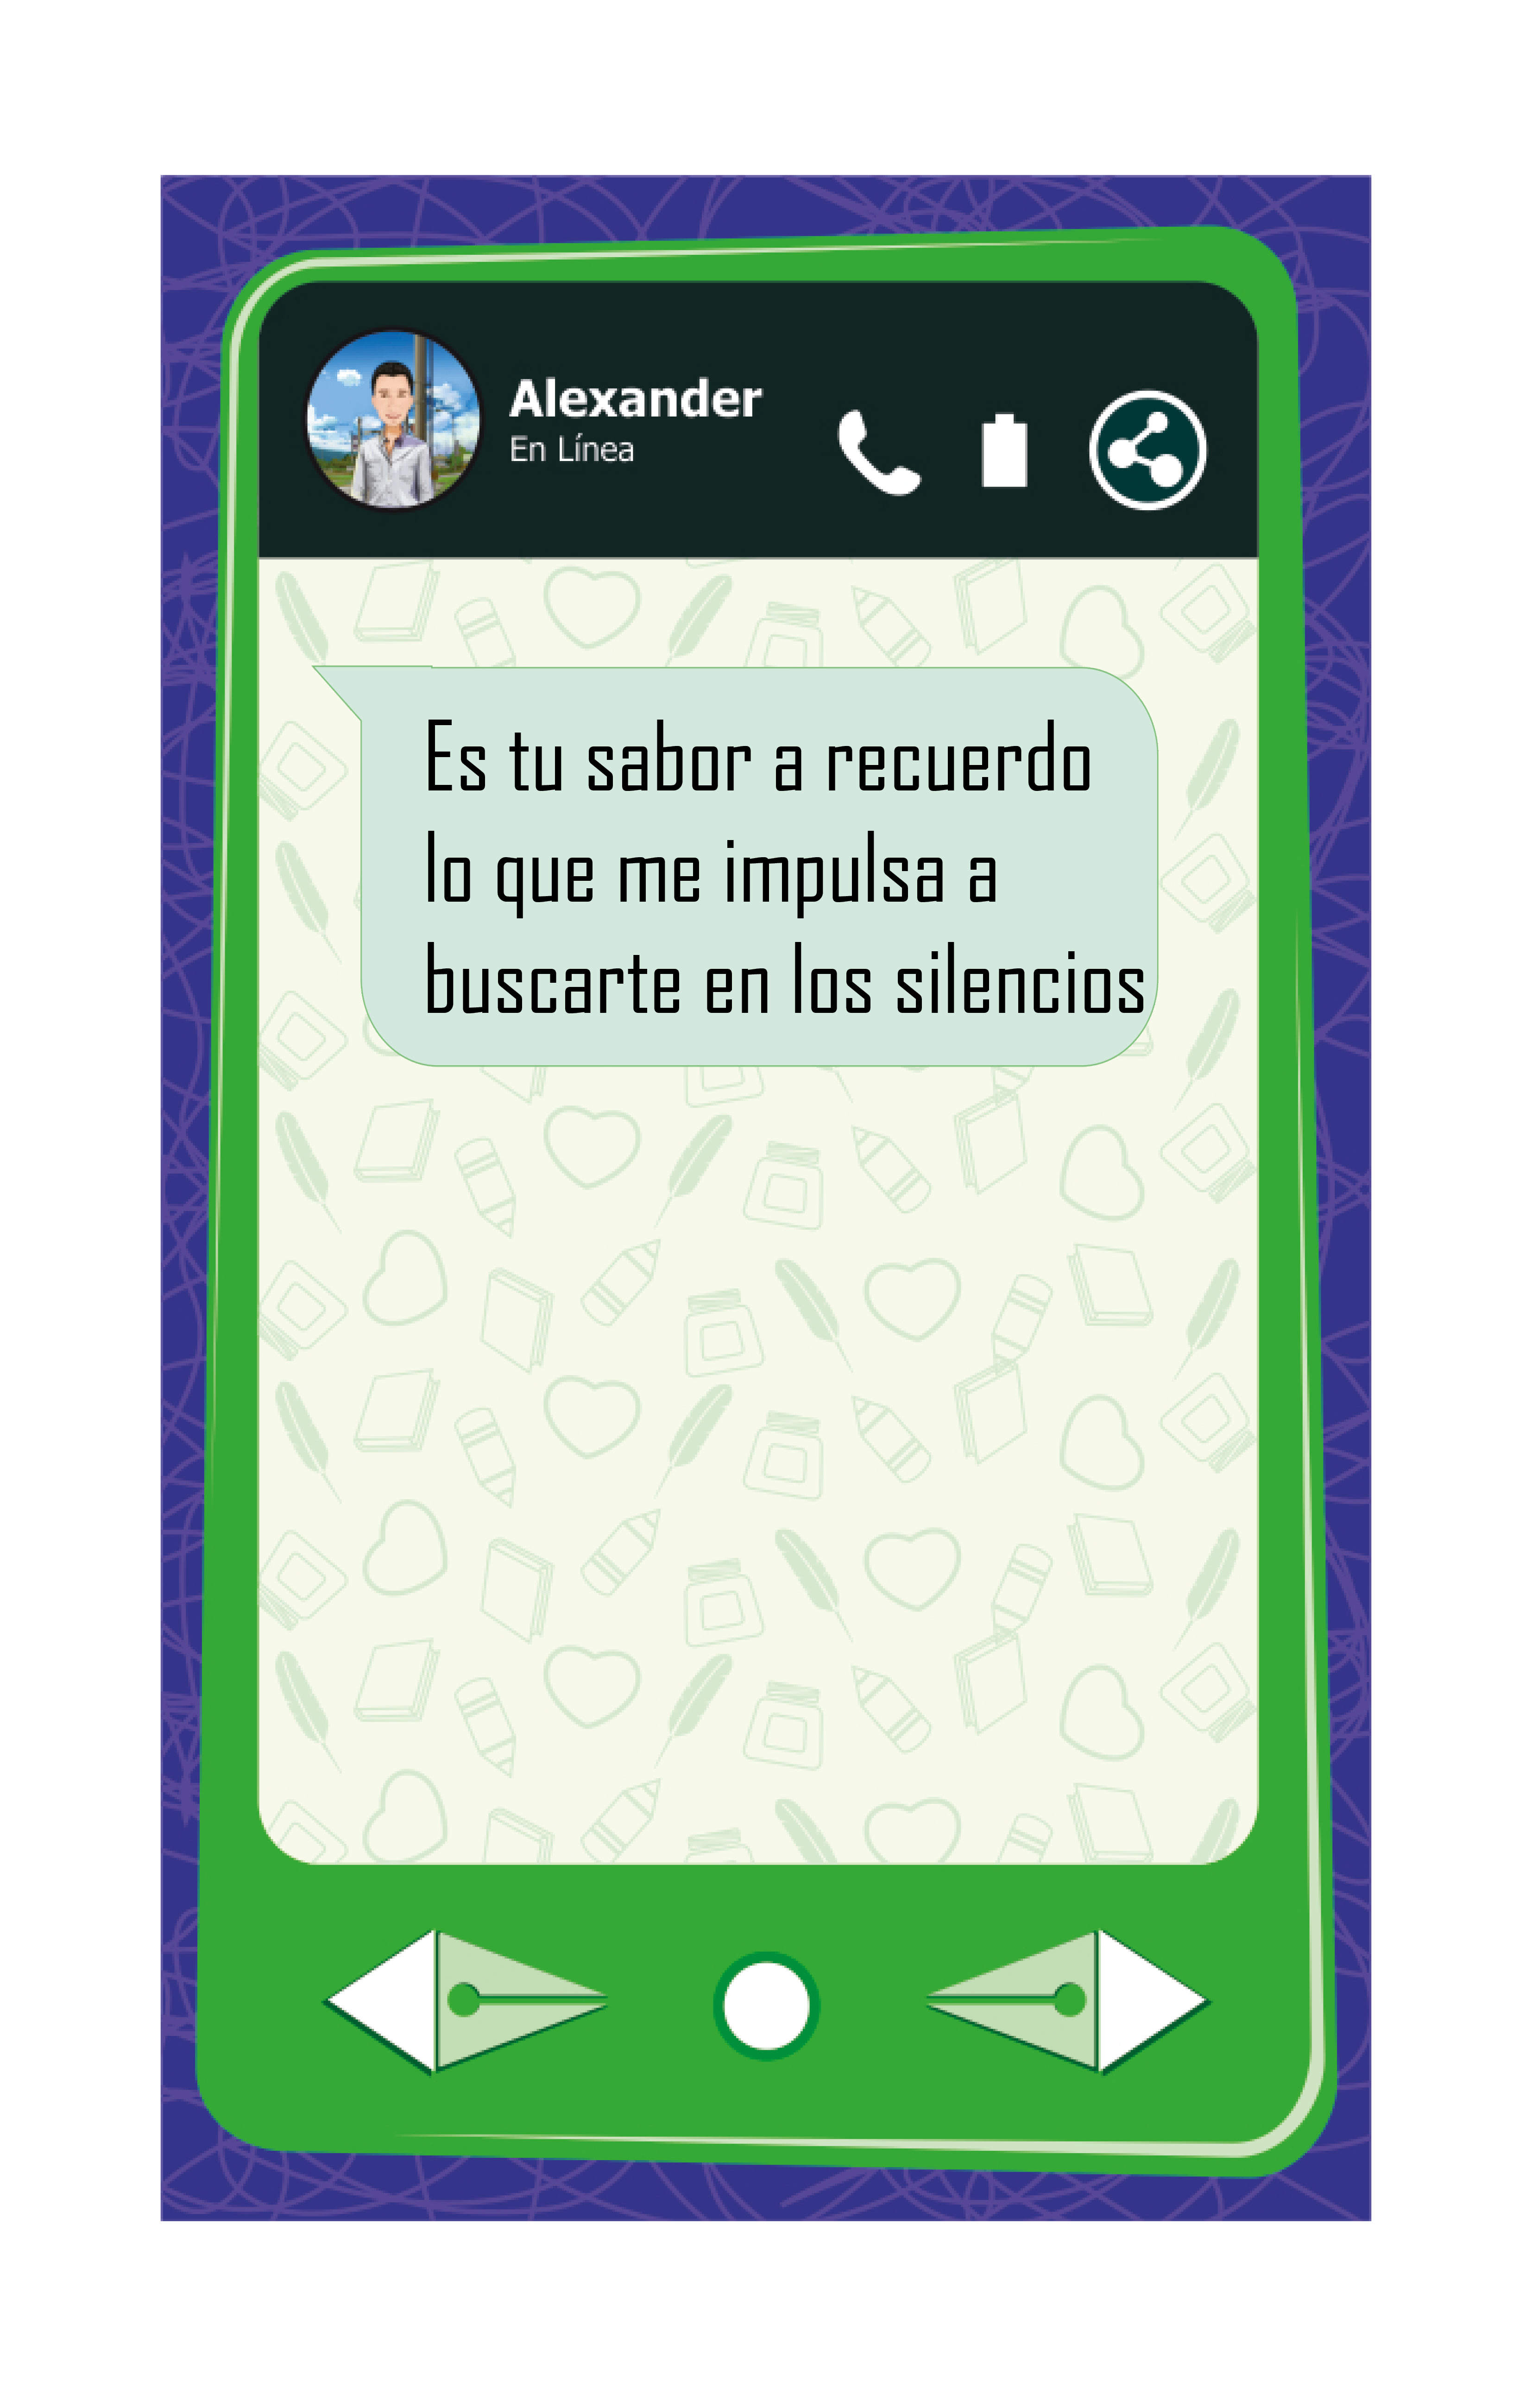 Alexander
En Línea
Es tu sabor a recuerdo
lo que me impulsa a
buscarte en los silencios